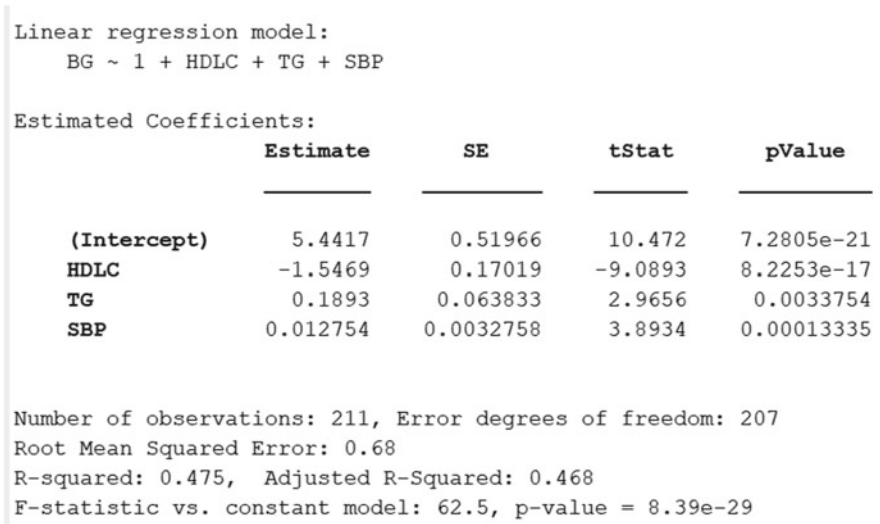 Linear regression model:
BG ~ 1 + HDLC + TG + SBP
Estimated Coefficients:
Estimate SE tStat pValue
(Intercept) 5.4417 0.51966 10.472 7.2805e-21
HDLC -1.5469 0.17019 -9.0893 8.2253e-17
TG 0.1893 0.063833 2.9656 0.0033754
SBP 0.012754 0.0032758 3.8934 0.00013335
Number of observations: 211, Error degrees of freedom: 207
Root Mean Squared Error: 0.68
R-squared: 0.475, Adjusted R-Squared: 0.468
F-statistic vs. constant model: 62.5, p-value = 8.39e-29